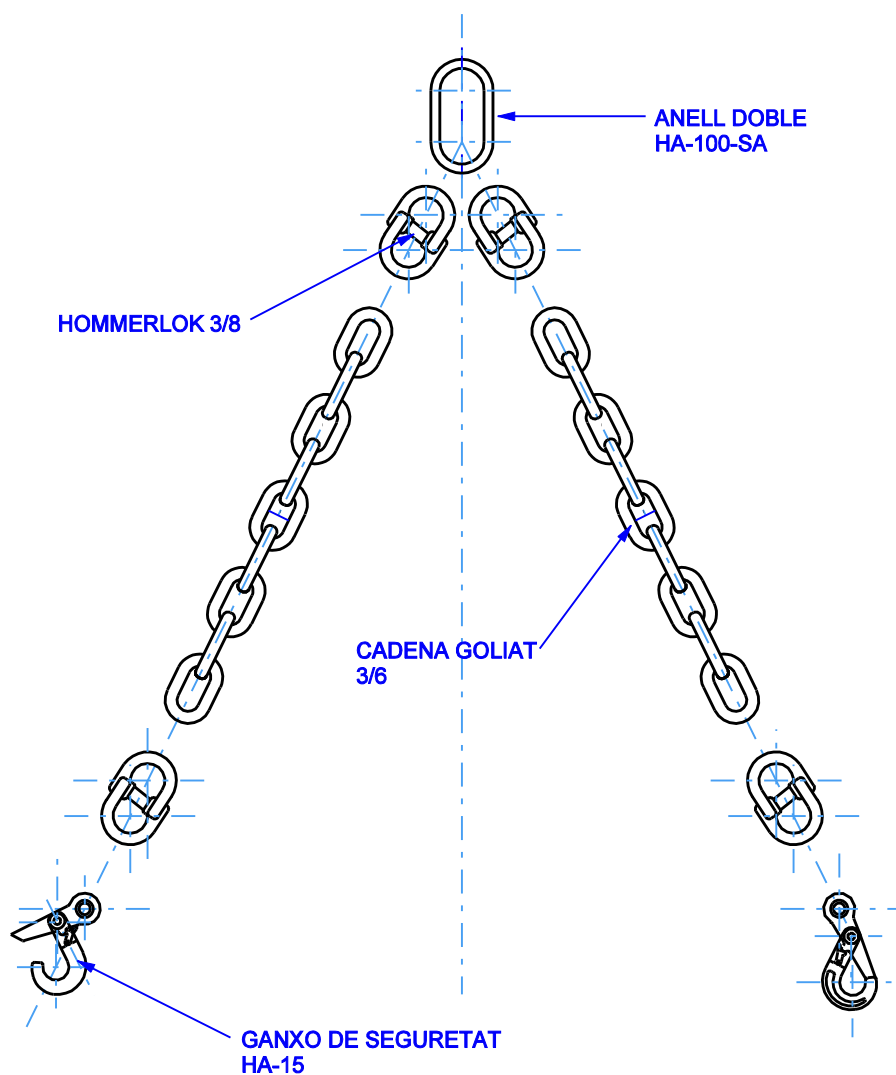 ANELL DOBLE
HA-100-SA
HOMMERLOK 3/8
CADENA GOLIAT
3/6
GANXO DE SEGURETAT
HA-15